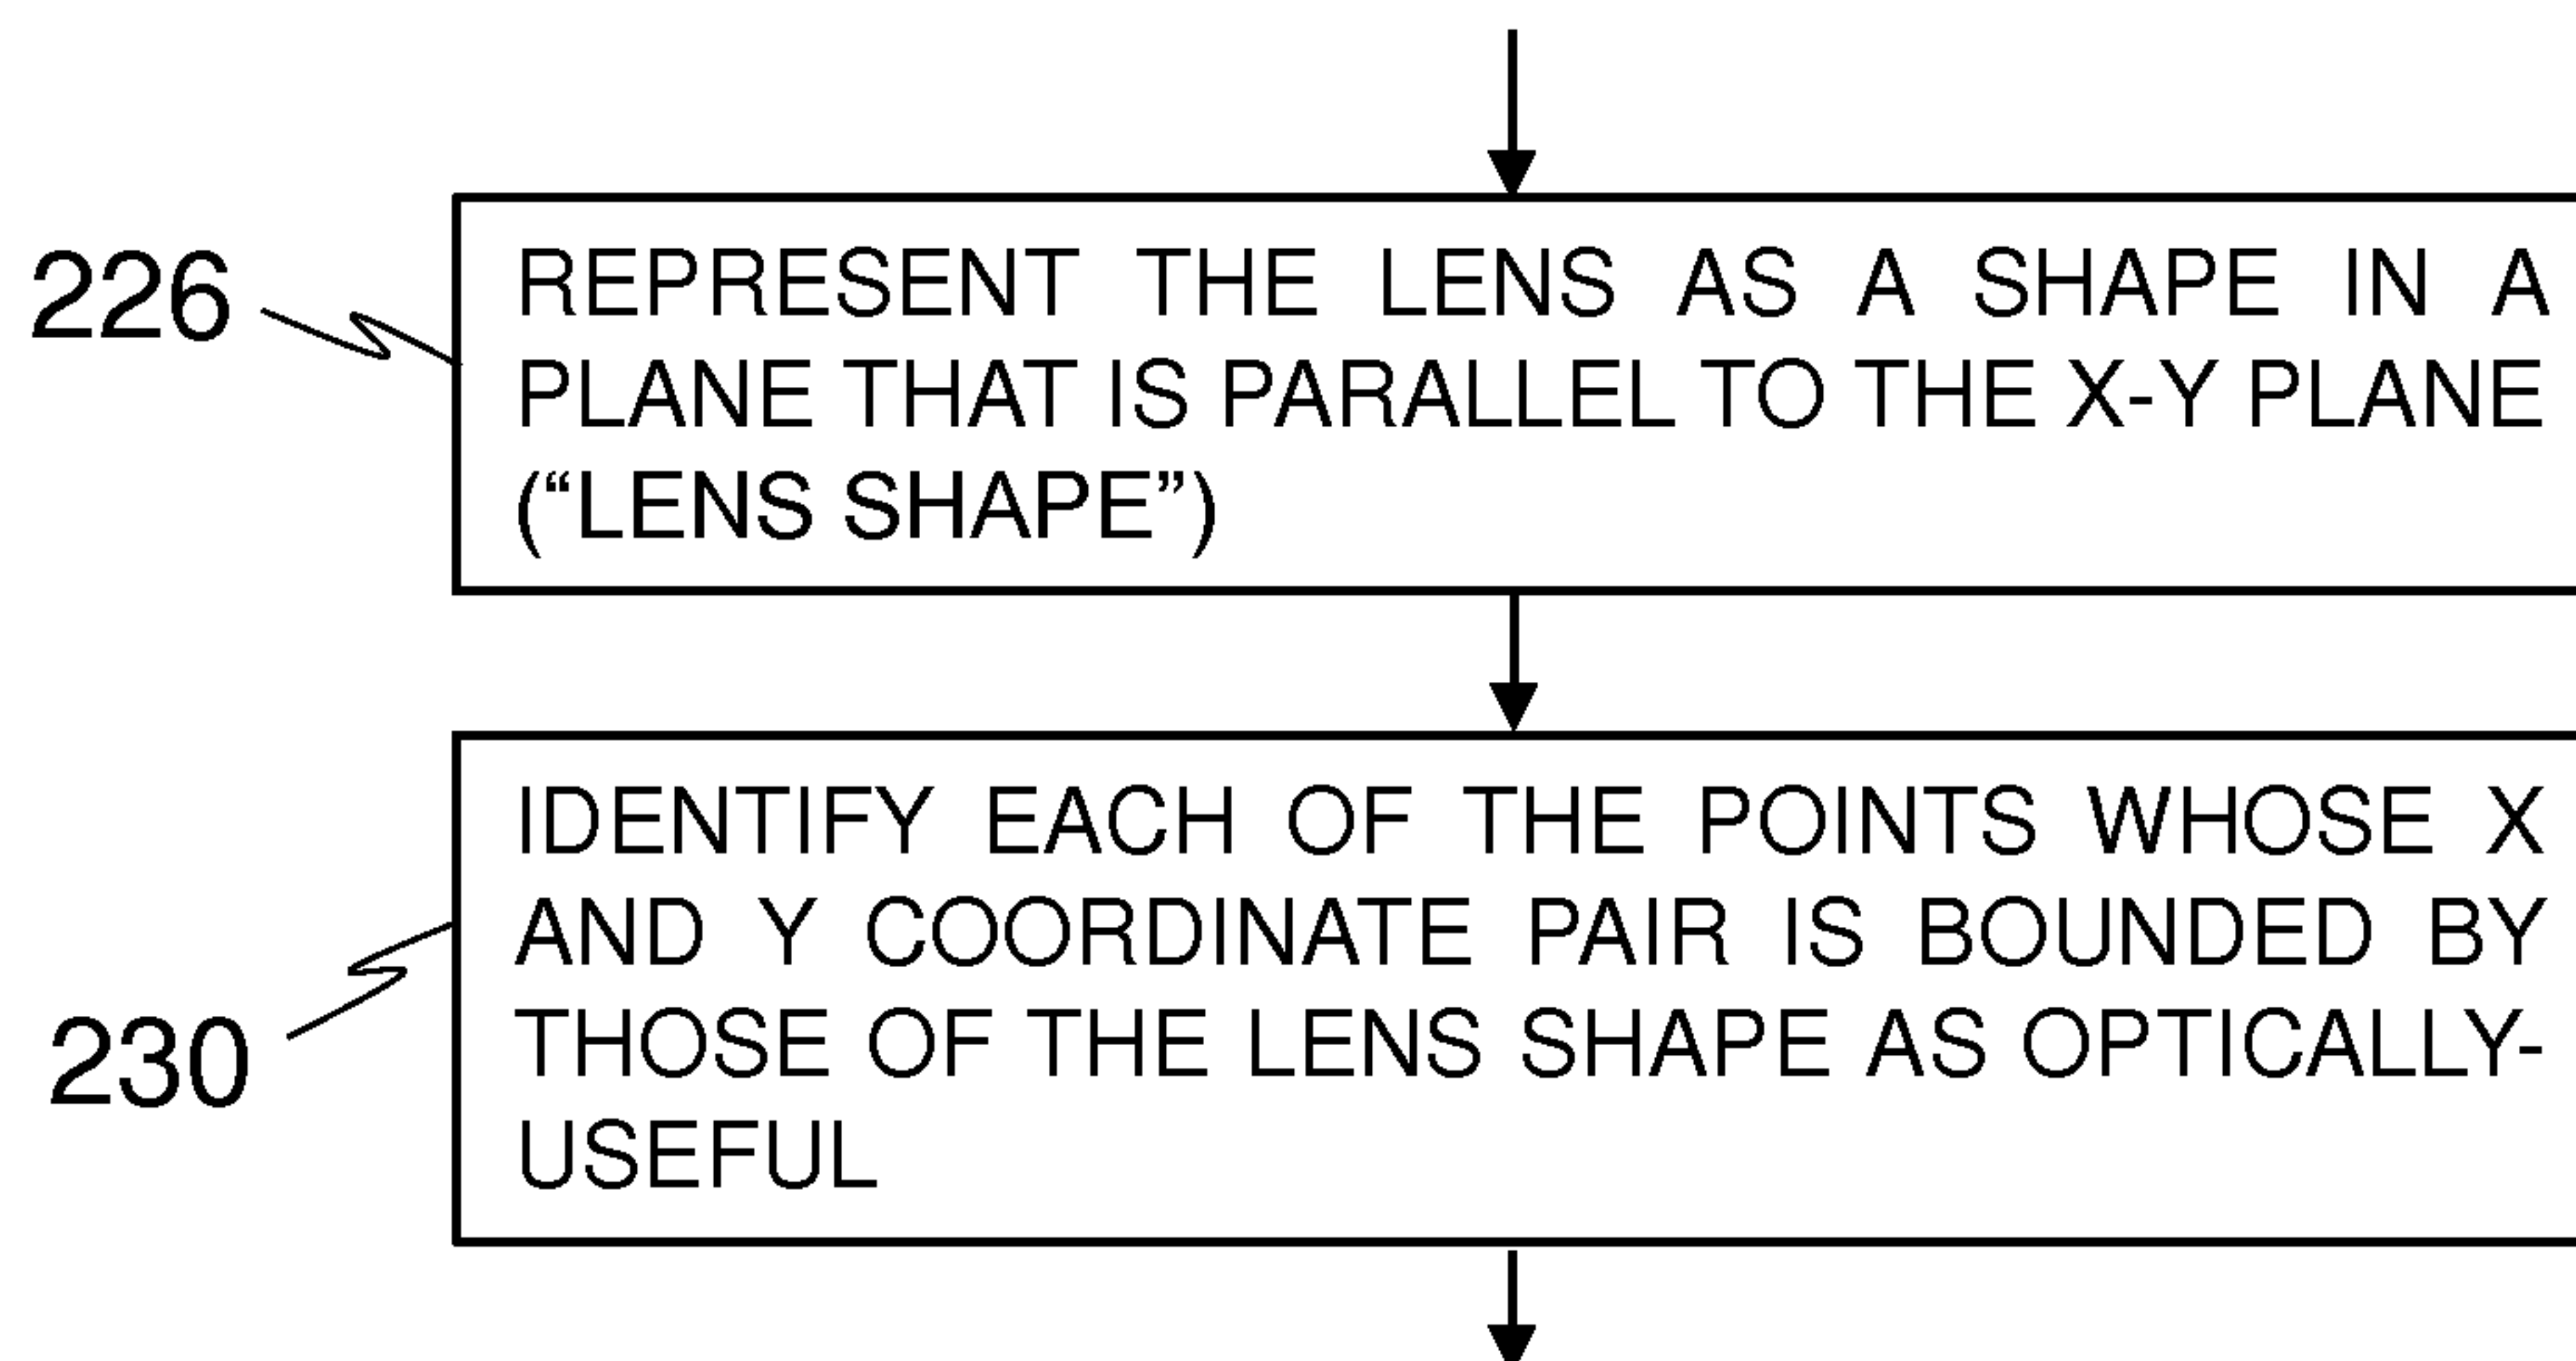 226
REPRESENT THE LENS AS A SHAPE IN A
PLANE THAT IS PARALLEL TO THE X-Y PLANE
(“LENS SHAPE”)
230
IDENTIFY EACH OF THE POINTS WHOSE X
AND Y COORDINATE PAIR IS BOUNDED BY
THOSE OF THE LENS SHAPE AS OPTICALLY-
USEFUL